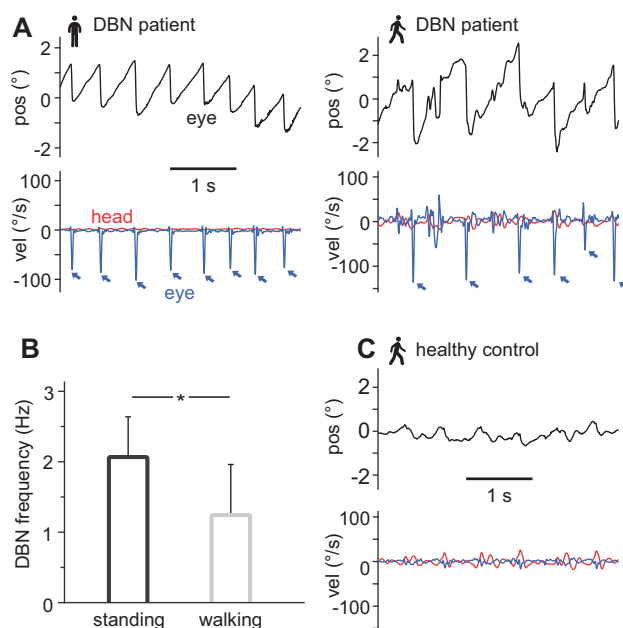 A DBN patient
DBN patient
pos (°)
2
0
-2
eye
1 s
pos (°)
2
0
-2
vel (°/s)
100
0
-100
head
eye
vel (°/s)
100
0
-100
B
DBN frequency (Hz)
3
2
1
0
*
standing walking
C healthy control
pos (°)
2
0
-2
1 s
vel (°/s)
100
0
-100